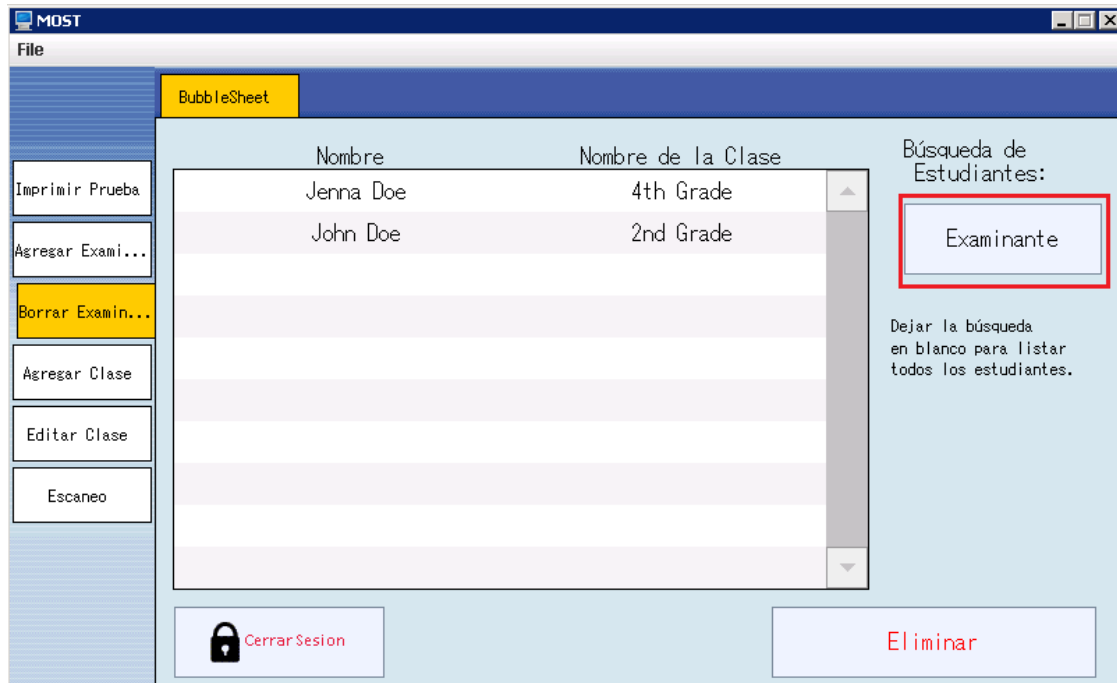 MOST
File
BubbleSheet
Imprimir Prueba
Agregar Exami...
Borrar Examin...
Agregar Clase
Editar Clase
Escaneo
Nombre Nombre de la Clase
Jenna Doe 4th Grade
John Doe 2nd Grade
Búsqueda de
Estudiantes:
Examinante
Dejar la búsqueda
en blanco para listar
todos los estudiantes.
Cerrar Sesion
Eliminar